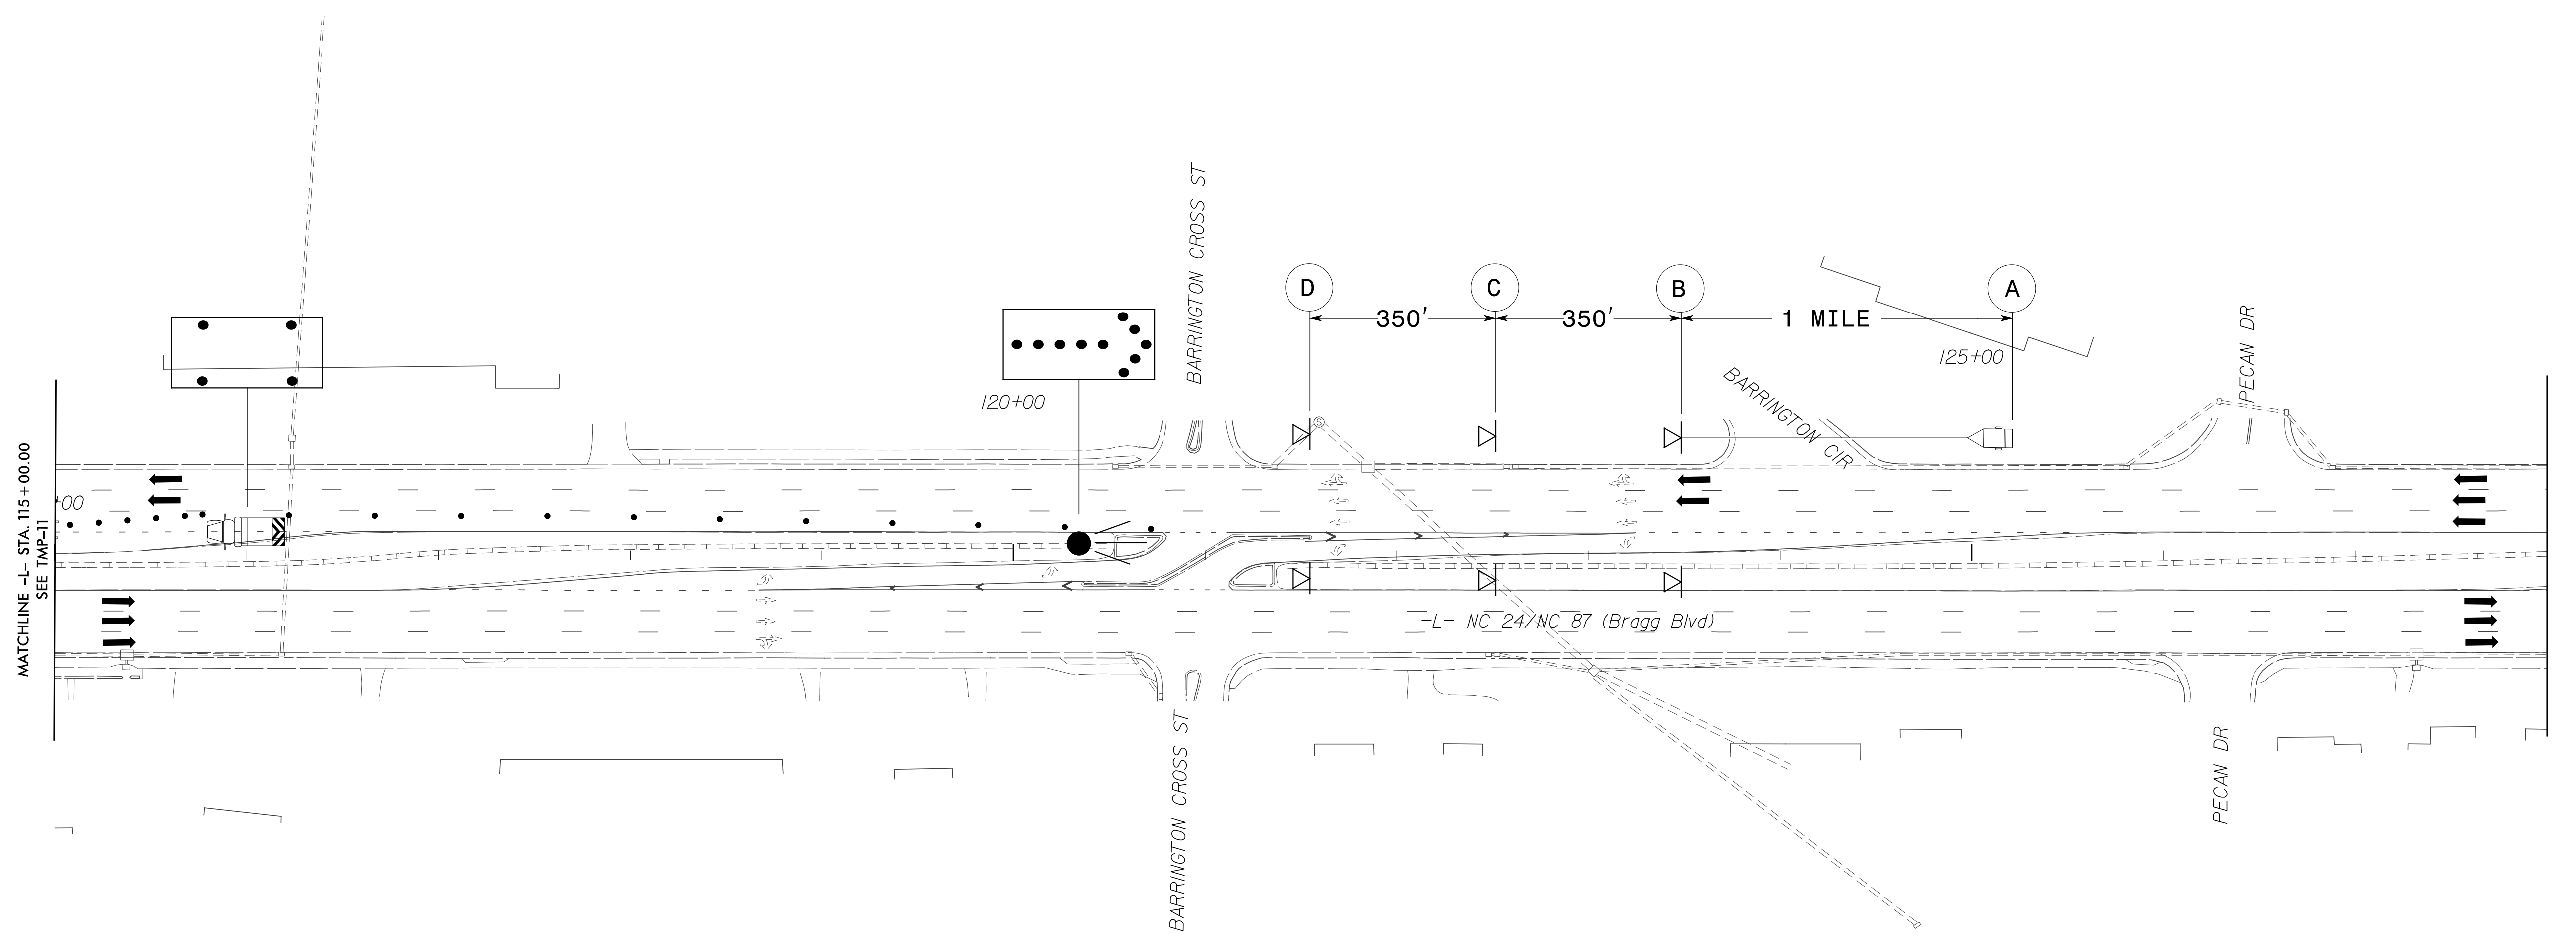 MATCHLINE -L- STA. 115+00.00
SEE TMP-11
+00
120+00
BARRINGTON CROSS ST
D
C
B
A
350'
350'
1 MILE
125+00
BARRINGTON CIR
PECAN DR
S
-L- NC 24/NC 87 (Bragg Blvd)
BARRINGTON CROSS ST
PECAN DR